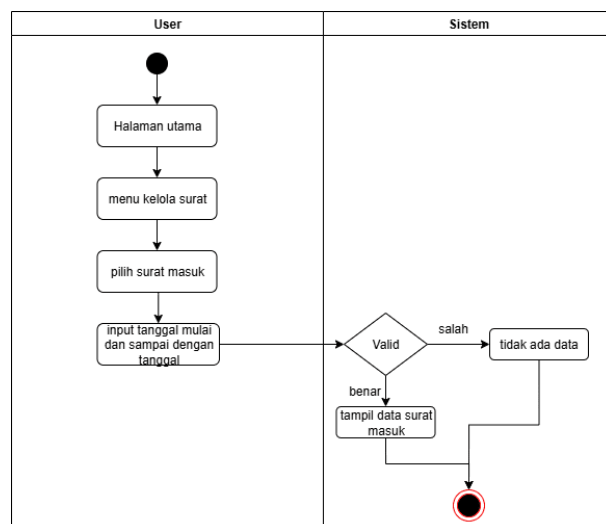 User
Sistem
Halaman utama
menu kelola surat
pilih surat masuk
input tanggal mulai
dan sampai dengan
tanggal
Valid
salah
tidak ada data
benar
tampil data surat
masuk